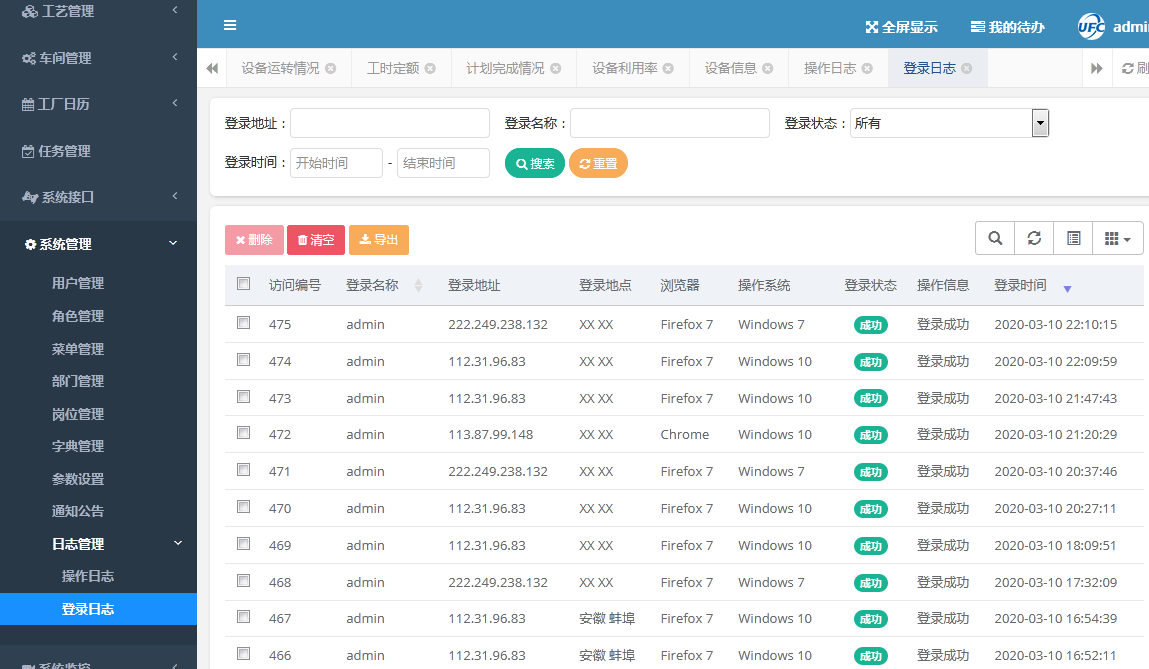 工艺管理
车间管理
工厂日历
任务管理
系统接口
系统管理
用户管理
角色管理
菜单管理
部门管理
岗位管理
字典管理
参数设置
通知公告
日志管理
操作日志
登录日志
系统监控
全屏显示 我的待办 UFC admi
设备运转情况 工时定额 计划完成情况 设备利用率 设备信息 操作日志 登录日志 刷
登录地址： 登录名称： 登录状态： 所有
登录时间： 开始时间 - 结束时间 搜索 重置
删除 清空 导出
访问编号 登录名称 登录地址 登录地点 浏览器 操作系统 登录状态 操作信息 登录时间
475 admin 222.249.238.132 XX XX Firefox 7 Windows 7 成功 登录成功 2020-03-10 22:10:15
474 admin 112.31.96.83 XX XX Firefox 7 Windows 10 成功 登录成功 2020-03-10 22:09:59
473 admin 112.31.96.83 XX XX Firefox 7 Windows 10 成功 登录成功 2020-03-10 21:47:43
472 admin 113.87.99.148 XX XX Chrome Windows 10 成功 登录成功 2020-03-10 21:20:29
471 admin 222.249.238.132 XX XX Firefox 7 Windows 7 成功 登录成功 2020-03-10 20:37:46
470 admin 112.31.96.83 XX XX Firefox 7 Windows 10 成功 登录成功 2020-03-10 20:27:11
469 admin 112.31.96.83 XX XX Firefox 7 Windows 10 成功 登录成功 2020-03-10 18:09:51
468 admin 222.249.238.132 XX XX Firefox 7 Windows 7 成功 登录成功 2020-03-10 17:32:09
467 admin 112.31.96.83 安徽 蚌埠 Firefox 7 Windows 10 成功 登录成功 2020-03-10 16:54:39
466 admin 112.31.96.83 安徽 蚌埠 Firefox 7 Windows 10 成功 登录成功 2020-03-10 16:52:11